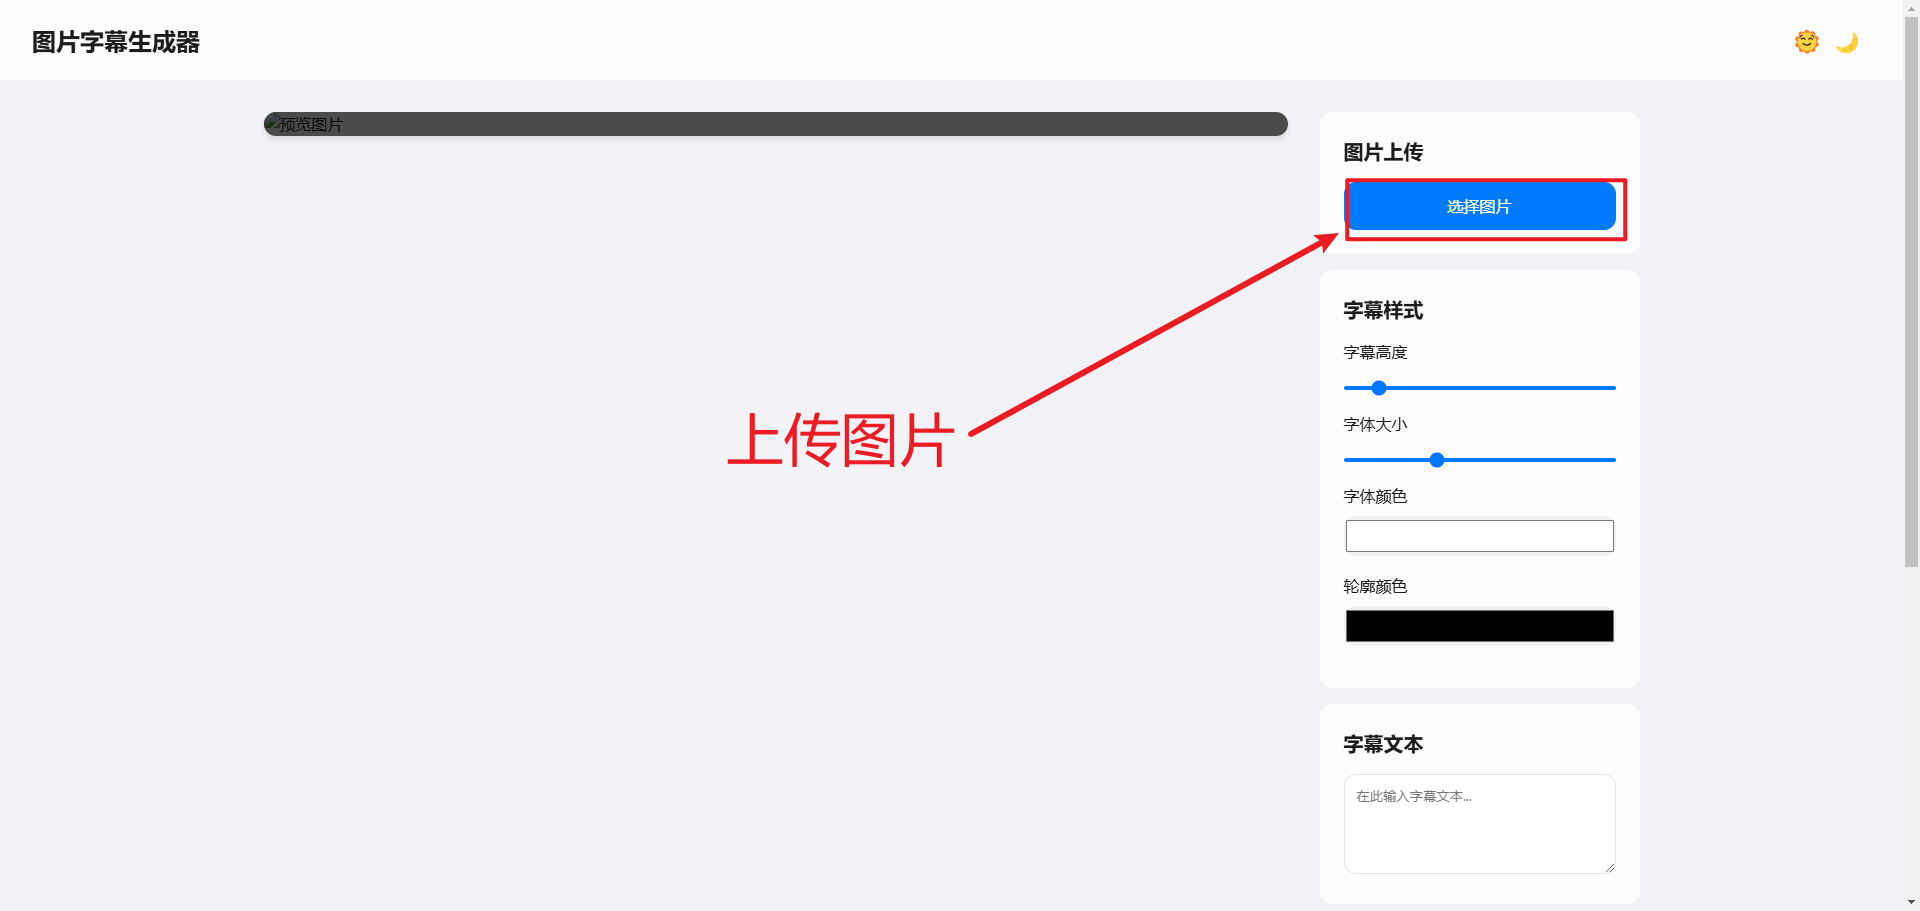 图片字幕生成器
预览图片
图片上传
选择图片
上传图片
字幕样式
字幕高度
字体大小
字体颜色
轮廓颜色
字幕文本
在此输入字幕文本...